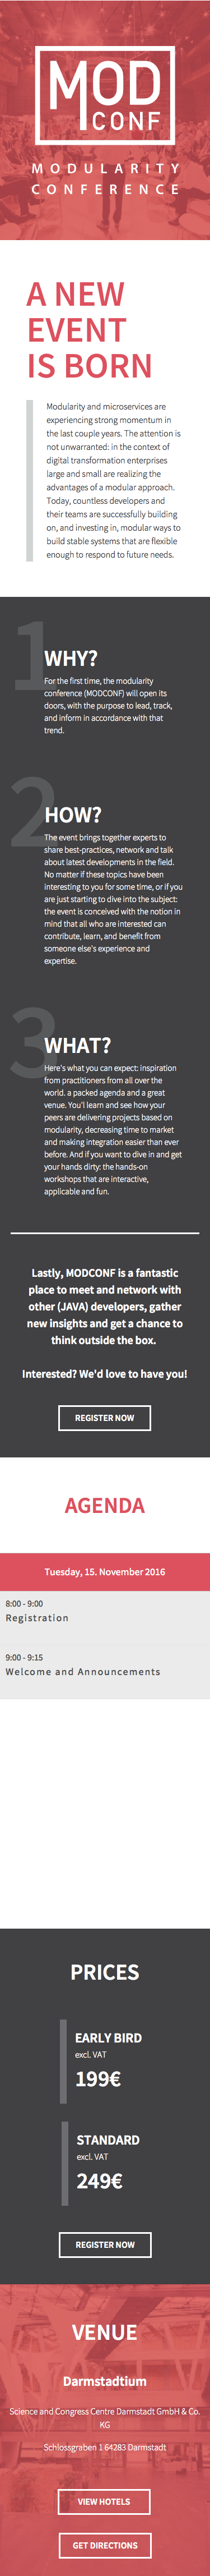 MOD
CONF
MODULARITY
CONFERENCE
A NEW
EVENT
IS BORN
Modularity and microservices are
experiencing strong momentum in
the last couple years. The attention is
not unwarranted: in the context of
digital transformation enterprises
large and small are realizing the
advantages of a modular approach.
Today, countless developers and
their teams are successfully building
on, and investing in, modular ways to
build stable systems that are flexible
enough to respond to future needs.
1
WHY?
For the first time, the modularity
conference (MODCONF) will open its
doors, with the purpose to lead, track,
and inform in accordance with that
trend.
2
HOW?
The event brings together experts to
share best-practices, network and talk
about latest developments in the field.
No matter if these topics have been
interesting to you for some time, or if you
are just starting to dive into the subject:
the event is conceived with the notion in
mind that all who are interested can
contribute, learn, and benefit from
someone else's experience and
expertise.
3
WHAT?
Here's what you can expect: inspiration
from practitioners from all over the
world. a packed agenda and a great
venue. You'll learn and see how your
peers are delivering projects based on
modularity, decreasing time to market
and making integration easier than ever
before. And if you want to dive in and get
your hands dirty: the hands-on
workshops that are interactive,
applicable and fun.
Lastly, MODCONF is a fantastic
place to meet and network with
other (JAVA) developers, gather
new insights and get a chance to
think outside the box.
Interested? We'd love to have you!
REGISTER NOW
AGENDA
Tuesday, 15. November 2016
8:00 - 9:00
Registration
9:00 - 9:15
Welcome and Announcements
PRICES
EARLY BIRD
excl. VAT
199€
STANDARD
excl. VAT
249€
REGISTER NOW
VENUE
Darmstadtium
Science and Congress Centre Darmstadt GmbH & Co.
KG
Schlossgraben 1 64283 Darmstadt
VIEW HOTELS
GET DIRECTIONS